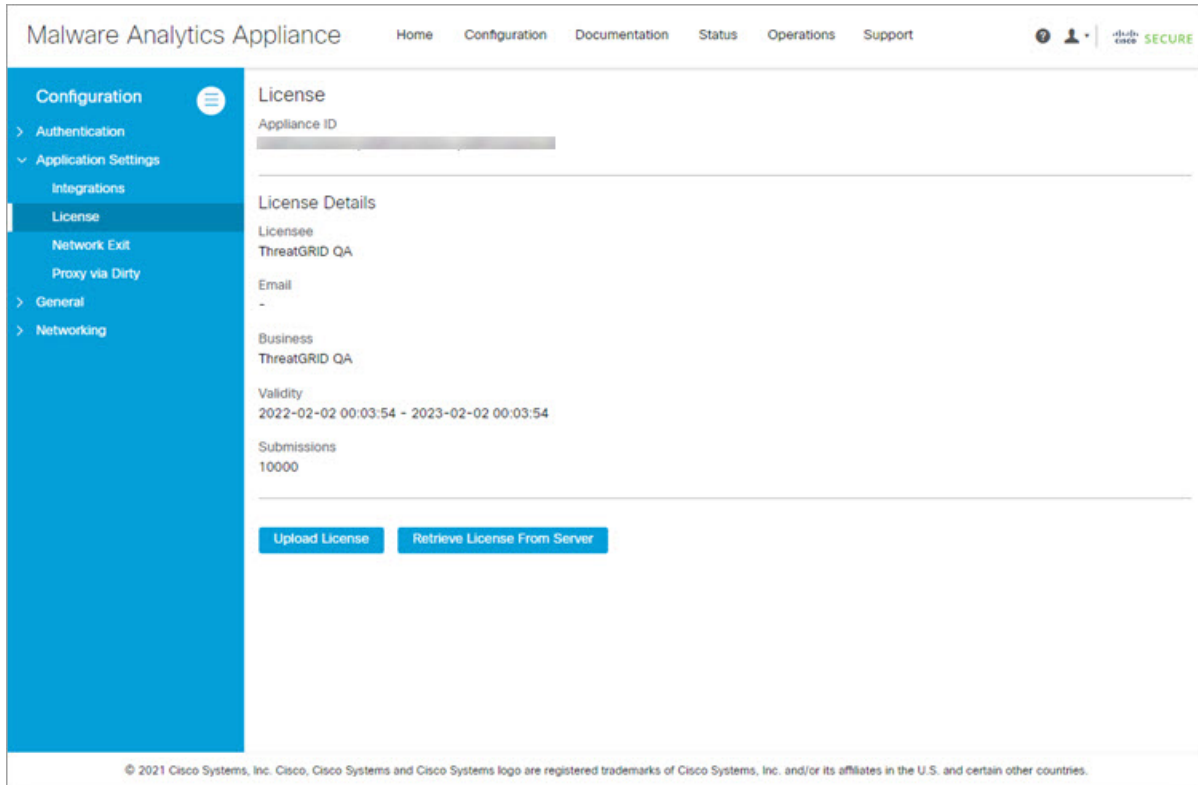 Malware Analytics Appliance
Home Configuration Documentation Status Operations Support
cisco SECURE
Configuration
Authentication
Application Settings
Integrations
License
Network Exit
Proxy via Dirty
General
Networking
License
Appliance ID
License Details
Licensee
ThreatGRID QA
Email
-
Business
ThreatGRID QA
Validity
2022-02-02 00:03:54 - 2023-02-02 00:03:54
Submissions
10000
Upload License Retrieve License From Server
© 2021 Cisco Systems, Inc. Cisco, Cisco Systems and Cisco Systems logo are registered trademarks of Cisco Systems, Inc. and/or its affiliates in the U.S. and certain other countries.